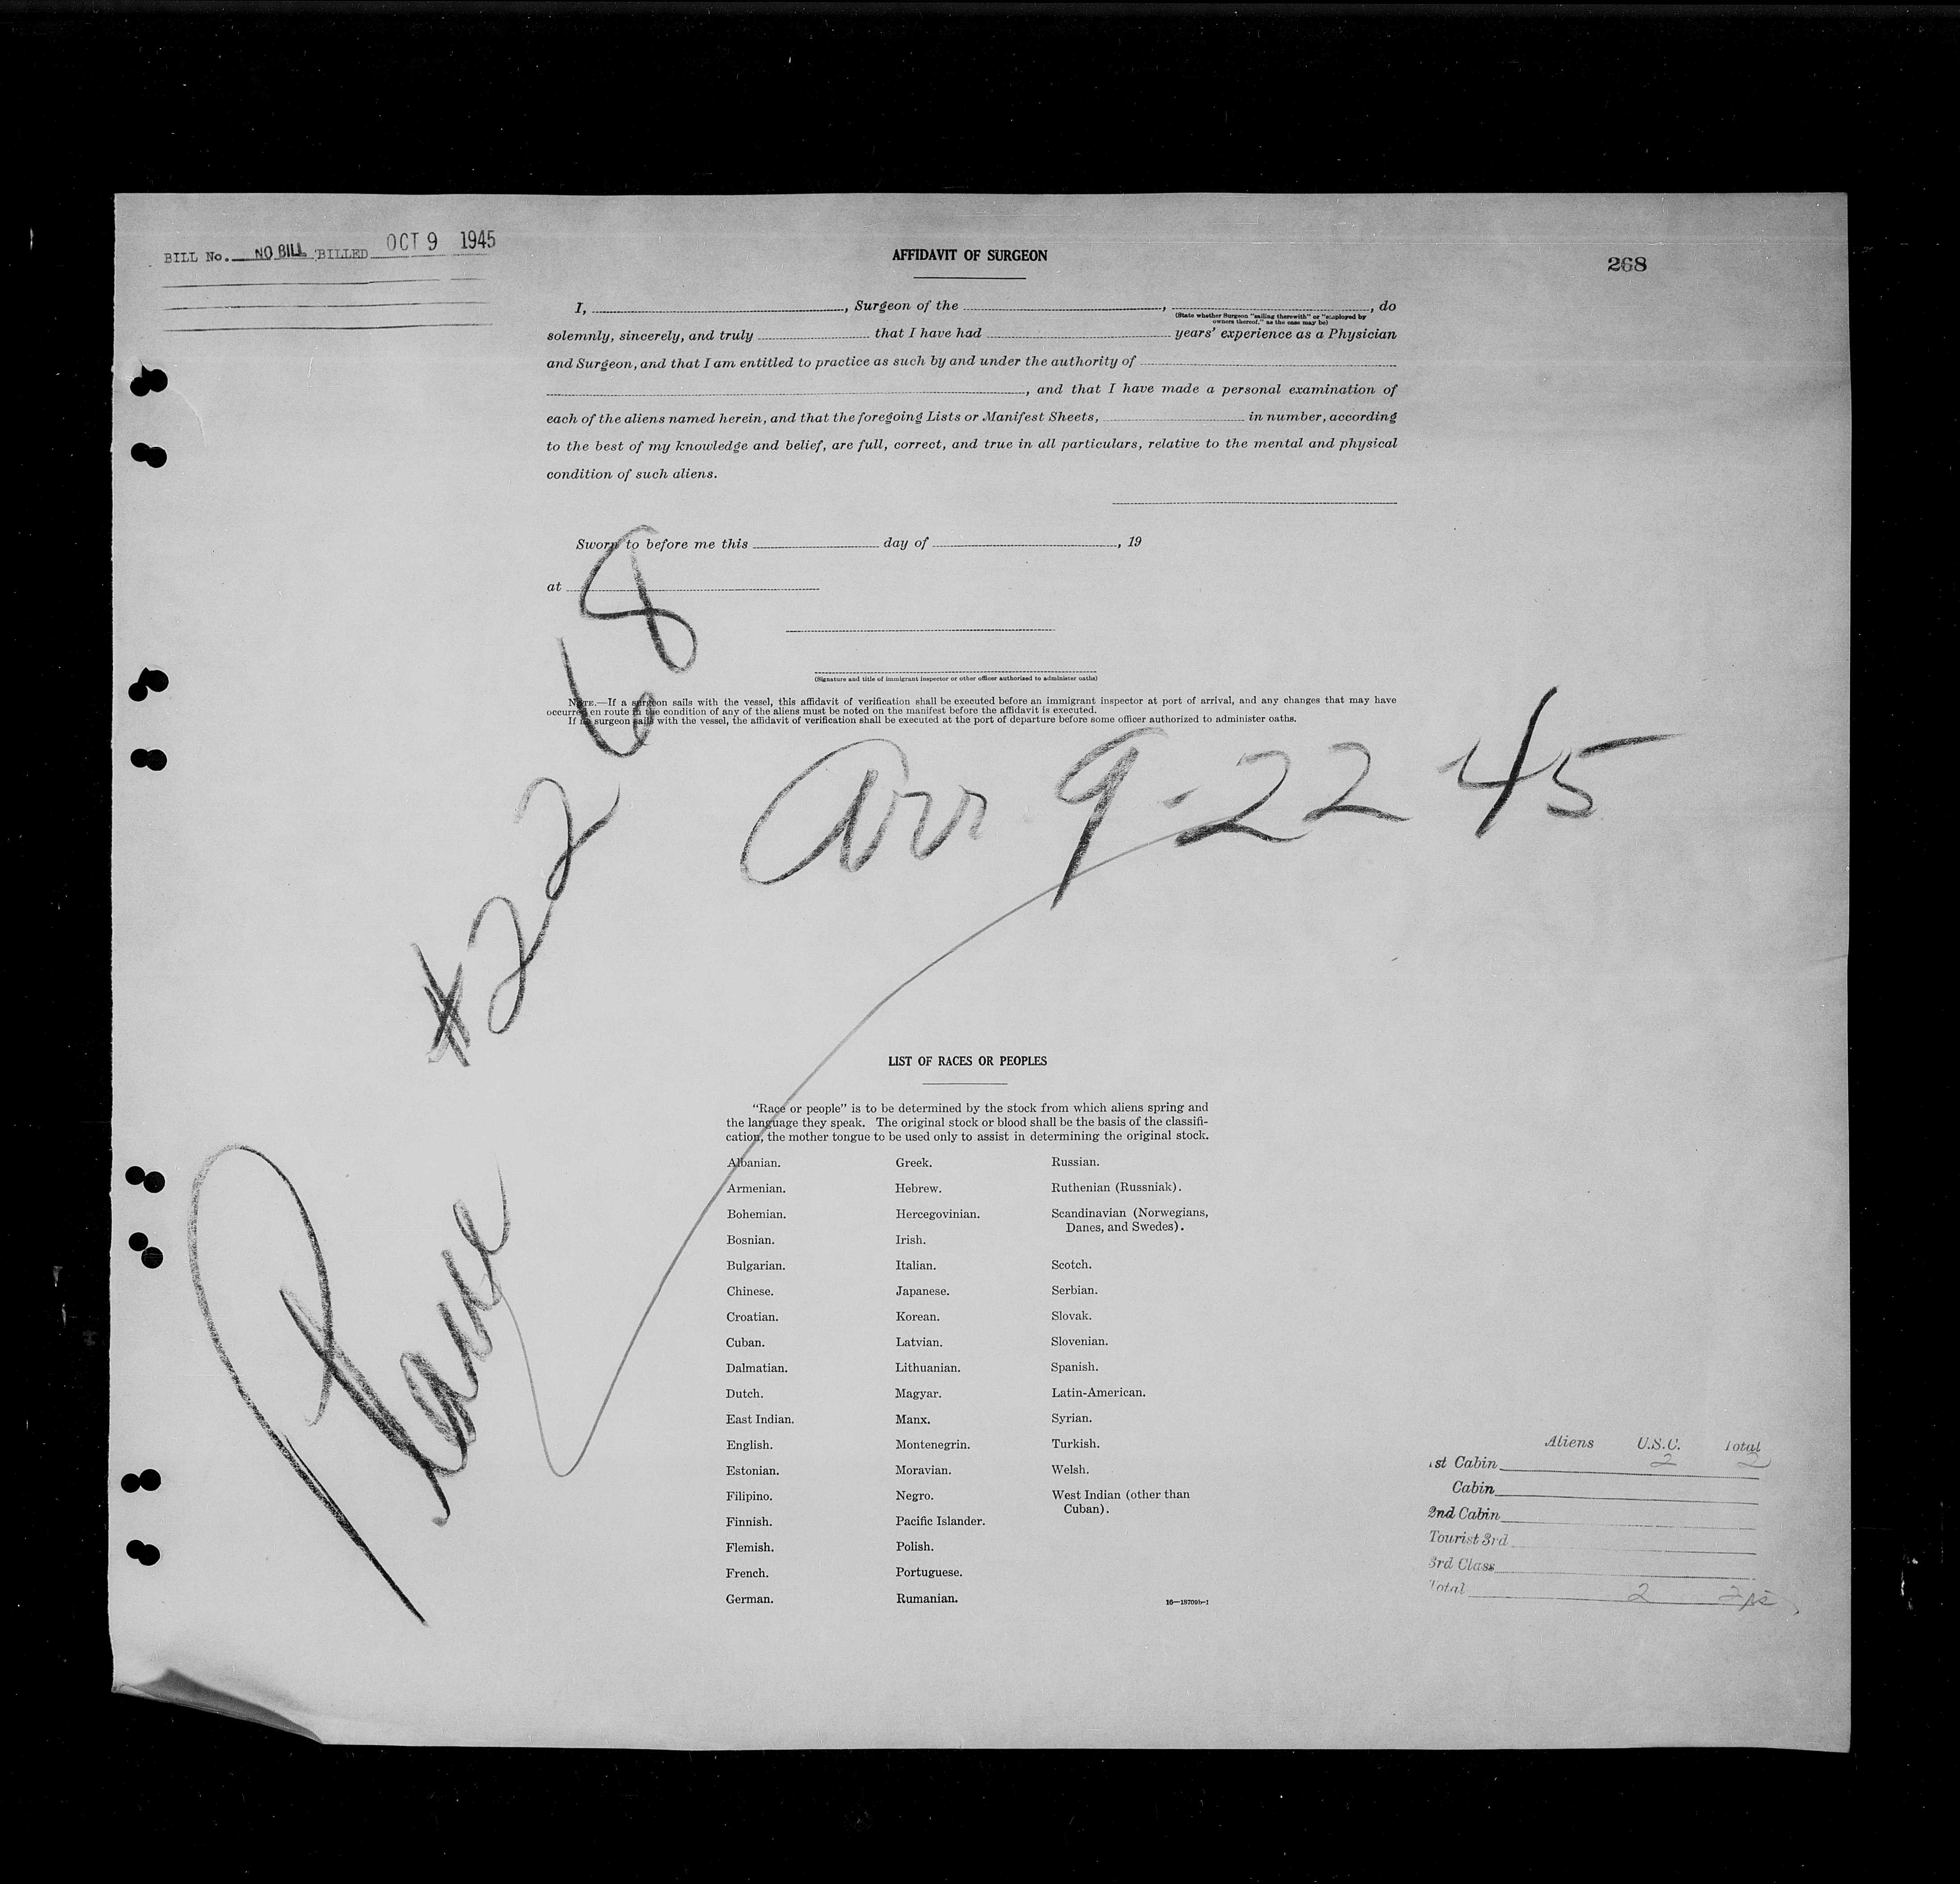 BILL No. NO BILL BILLED OCT 9 1945
AFFIDAVIT OF SURGEON
268
I, , Surgeon of the , , do
(State whether Surgeon "sailing therewith" or "employed by
owners thereof," as the case may be)
solemnly, sincerely, and truly that I have had years' experience as a Physician
and Surgeon, and that I am entitled to practice as such by and under the authority of
, and that I have made a personal examination of
each of the aliens named herein, and that the foregoing Lists or Manifest Sheets, in number, according
to the best of my knowledge and belief, are full, correct, and true in all particulars, relative to the mental and physical
condition of such aliens.
Sworn to before me this day of , 19
at
(Signature and title of immigrant inspector or other officer authorized to administer oaths)
NOTE.—If a surgeon sails with the vessel, this affidavit of verification shall be executed before an immigrant inspector at port of arrival, and any changes that may have
occurred en route in the condition of any of the aliens must be noted on the manifest before the affidavit is executed.
If no surgeon sails with the vessel, the affidavit of verification shall be executed at the port of departure before some officer authorized to administer oaths.
Plane #2268
Arr 9-22 45
LIST OF RACES OR PEOPLES
"Race or people" is to be determined by the stock from which aliens spring and
the language they speak. The original stock or blood shall be the basis of the classifi-
cation, the mother tongue to be used only to assist in determining the original stock.
Albanian.
Armenian.
Bohemian.
Bosnian.
Bulgarian.
Chinese.
Croatian.
Cuban.
Dalmatian.
Dutch.
East Indian.
English.
Estonian.
Filipino.
Finnish.
Flemish.
French.
German.
Greek.
Hebrew.
Hercegovinian.
Irish.
Italian.
Japanese.
Korean.
Latvian.
Lithuanian.
Magyar.
Manx.
Montenegrin.
Moravian.
Negro.
Pacific Islander.
Polish.
Portuguese.
Rumanian.
Russian.
Ruthenian (Russniak).
Scandinavian (Norwegians,
Danes, and Swedes).
Scotch.
Serbian.
Slovak.
Slovenian.
Spanish.
Latin-American.
Syrian.
Turkish.
Welsh.
West Indian (other than
Cuban).
16—18709b-1
Aliens U.S.C. Total
1st Cabin 2 2
Cabin
2nd Cabin
Tourist 3rd
3rd Class
Total 2 2